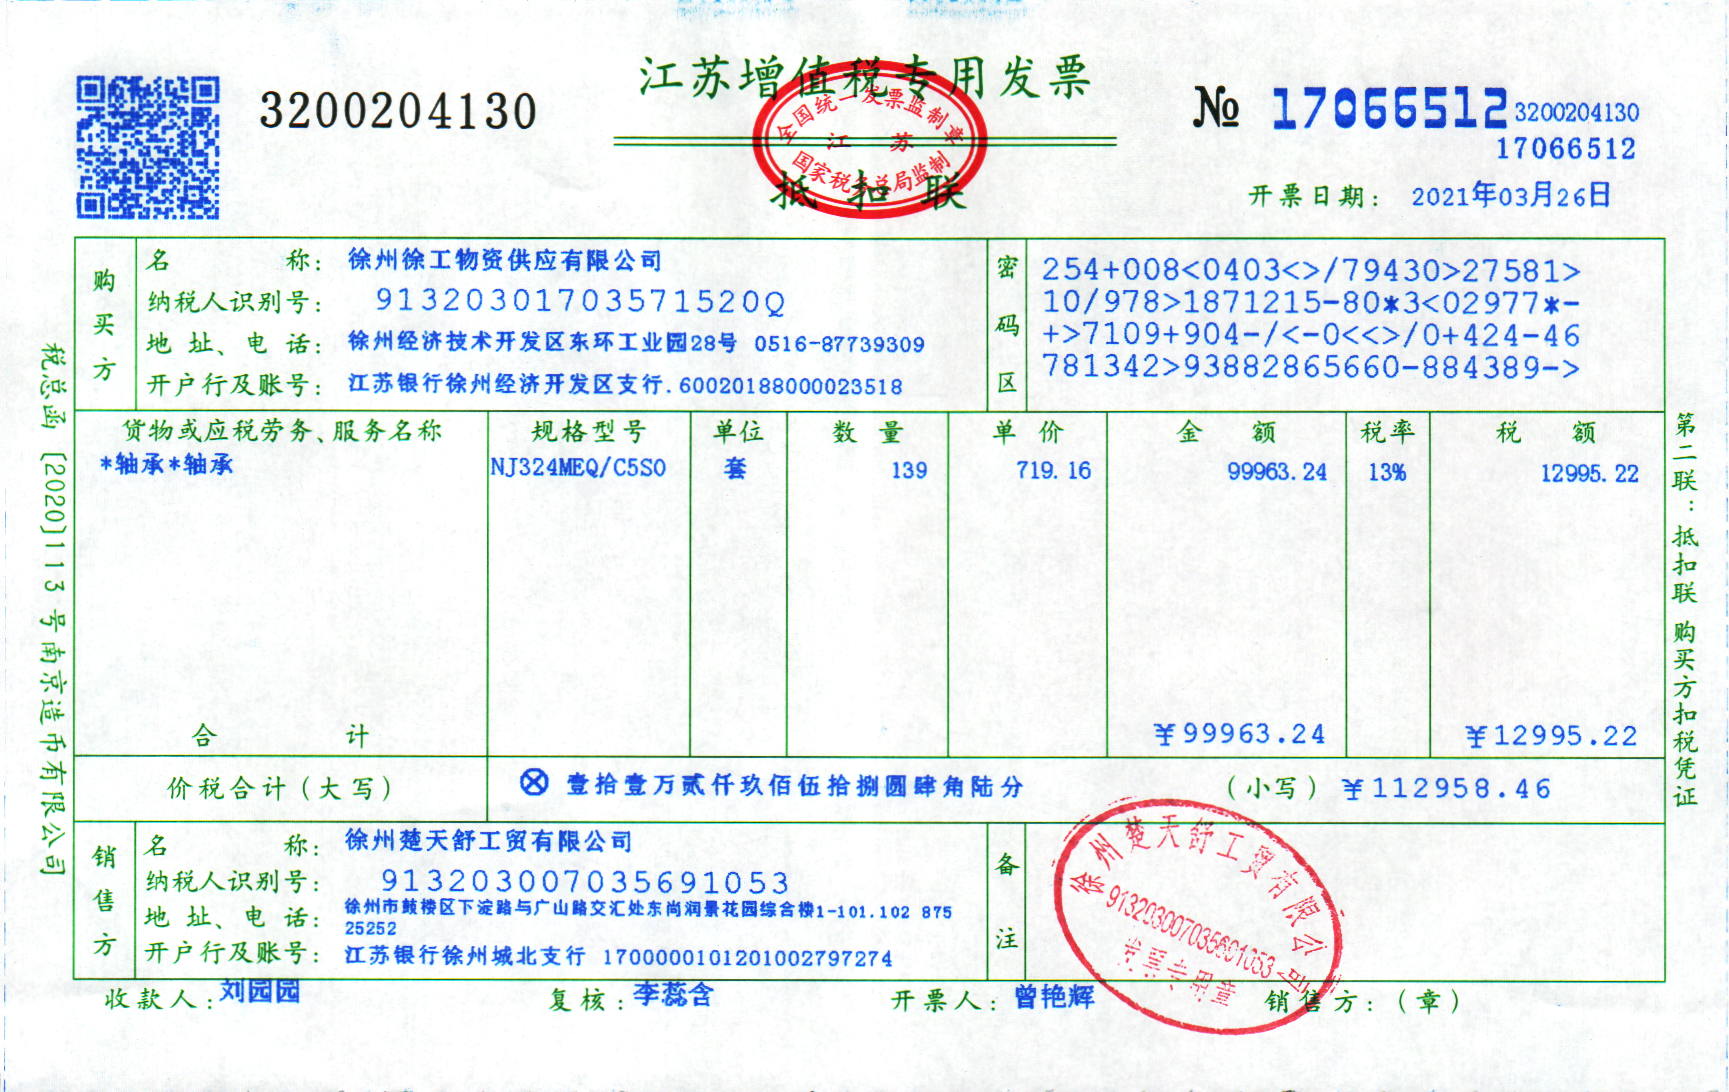 江苏增值税专用发票
3200204130
№ 17066512
3200204130
17066512
全国统一发票监制章
江 苏
国家税务总局监制
抵 扣 联
开票日期： 2021年03月26日
购买方
名 称： 徐州徐工物资供应有限公司
纳税人识别号： 91320301703571520Q
地 址、电 话： 徐州经济技术开发区东环工业园28号 0516-87739309
开户行及账号： 江苏银行徐州经济开发区支行.60020188000023518
密码区
254+008<0403<>/79430>27581>
10/978>1871215-80*3<02977*-
+>7109+904-/<-0<<>/0+424-46
781342>93882865660-884389->
货物或应税劳务、服务名称 规格型号 单位 数 量 单 价 金 额 税率 税 额
*轴承*轴承 NJ324MEQ/C5S0 套 139 719.16 99963.24 13% 12995.22
合 计 ￥99963.24 ￥12995.22
价税合计（大写） ⊗ 壹拾壹万贰仟玖佰伍拾捌圆肆角陆分 （小写）￥112958.46
销售方
名 称： 徐州楚天舒工贸有限公司
纳税人识别号： 913203007035691053
地 址、电 话： 徐州市鼓楼区下淀路与广山路交汇处东尚润景花园综合楼1-101.102 875
25252
开户行及账号： 江苏银行徐州城北支行 17000001012010027972​74
备注
徐州楚天舒工贸有限公司
913203007035691053
发票专用章
收款人：刘园园 复核：李蕊含 开票人：曾艳辉 销售方：（章）
税总函[2020]113号南京造币有限公司
第二联：抵扣联 购买方扣税凭证